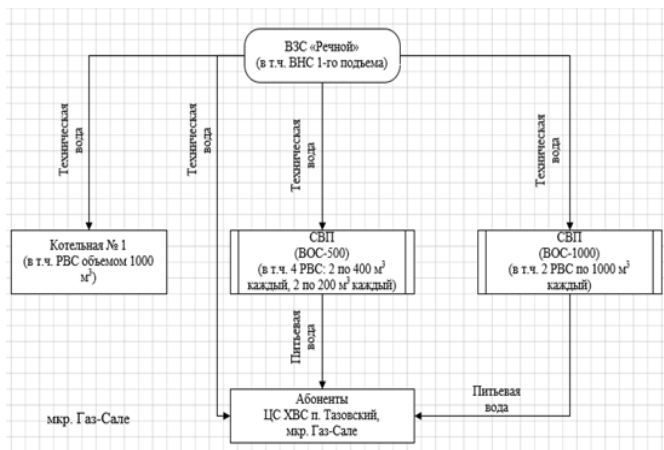 ВЗС «Речной»
(в т.ч. ВНС 1-го подъема)
Техническая
вода
Техническая
вода
Техническая
вода
Техническая
вода
Котельная № 1
(в т.ч. РВС объемом 1000
м³)
СВП
(ВОС-500)
(в т.ч. 4 РВС: 2 по 400 м³
каждый, 2 по 200 м³ каждый)
СВП
(ВОС-1000)
(в т.ч. 2 РВС по 1000 м³
каждый)
Питьевая
вода
Питьевая
вода
Абоненты
ЦС ХВС п. Тазовский,
мкр. Газ-Сале
мкр. Газ-Сале